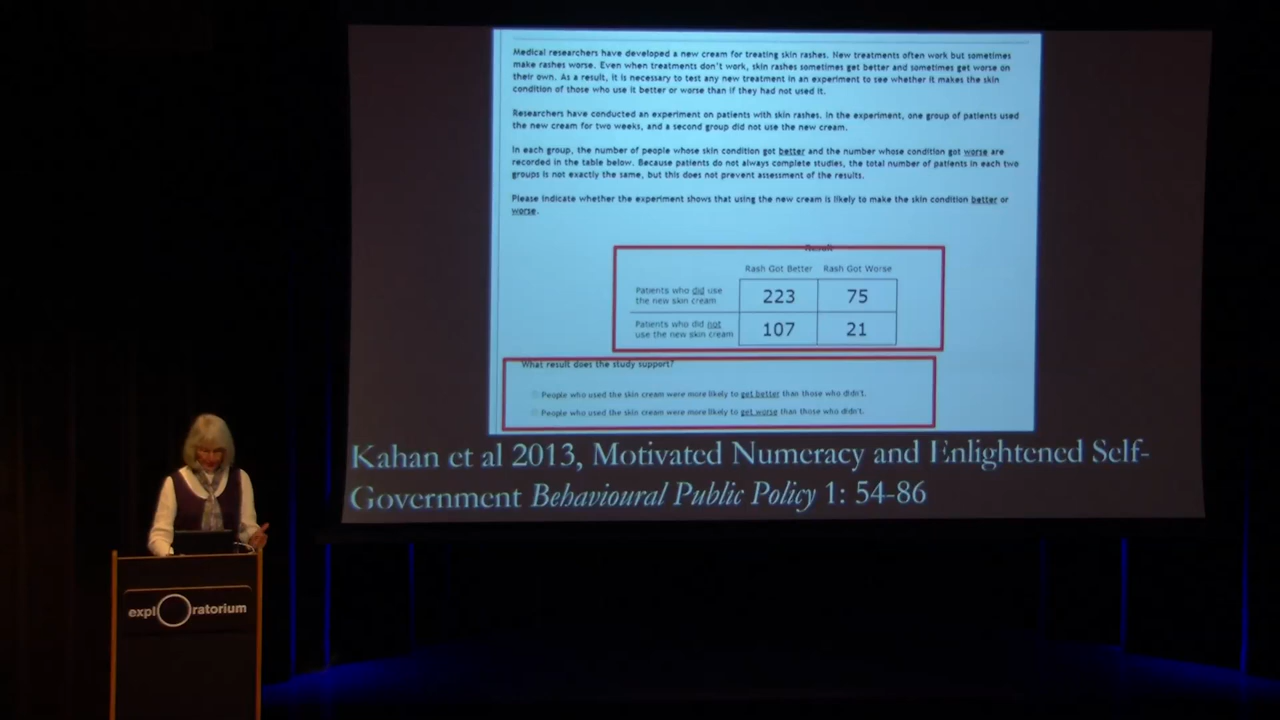 Medical researchers have developed a new cream for treating skin rashes. New treatments often work but sometimes
make rashes worse. Even when treatments don't work, skin rashes sometimes get better and sometimes get worse on
their own. As a result, it is necessary to test any new treatment in an experiment to see whether it makes the skin
condition of those who use it better or worse than if they had not used it.
Researchers have conducted an experiment on patients with skin rashes. In the experiment, one group of patients used
the new cream for two weeks, and a second group did not use the new cream.
In each group, the number of people whose skin condition got better and the number whose condition got worse are
recorded in the table below. Because patients do not always complete studies, the total number of patients in each two
groups is not exactly the same, but this does not prevent assessment of the results.
Please indicate whether the experiment shows that using the new cream is likely to make the skin condition better or
worse.
Result
Rash Got Better Rash Got Worse
Patients who did use
the new skin cream
223 75
Patients who did not
use the new skin cream
107 21
What result does the study support?
People who used the skin cream were more likely to get better than those who didn't.
People who used the skin cream were more likely to get worse than those who didn't.
Kahan et al 2013, Motivated Numeracy and Enlightened Self-
Government Behavioural Public Policy 1: 54-86
exploratorium